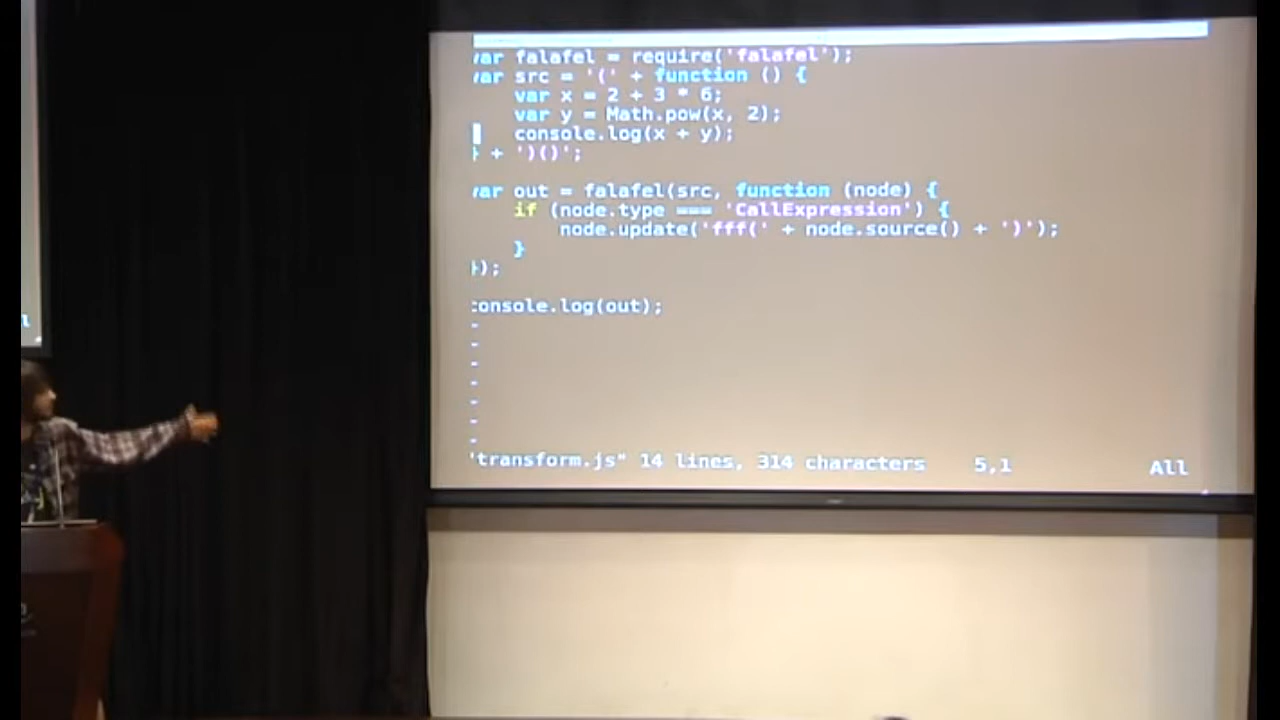 var falafel = require('falafel');
var src = '(' + function () {
    var x = 2 + 3 * 6;
    var y = Math.pow(x, 2);
    console.log(x + y);
} + ')()';
var out = falafel(src, function (node) {
    if (node.type === 'CallExpression') {
        node.update('fff(' + node.source() + ')');
    }
});
console.log(out);
~
~
~
~
~
~
~
"transform.js" 14 lines, 314 characters 5,1 All